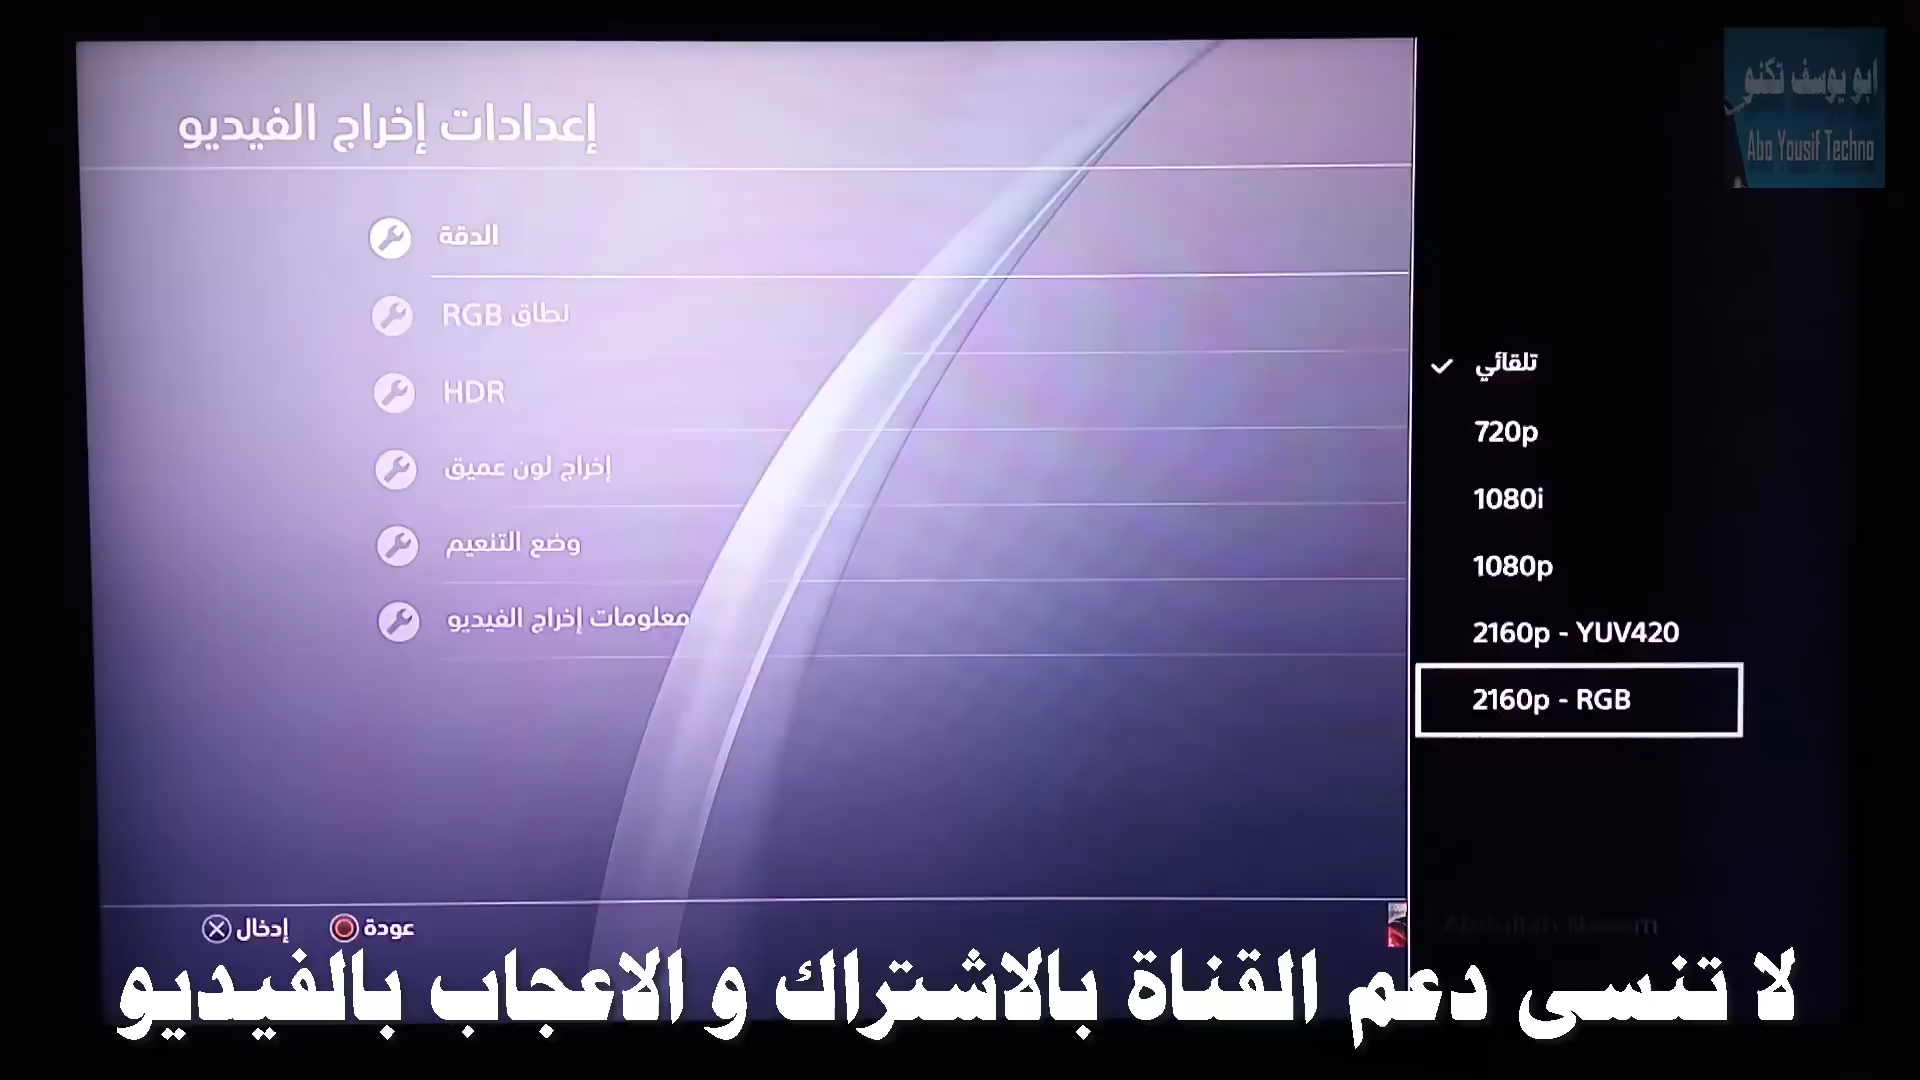 ابو يوسف تكنو
Abo Yousif Techno
إعدادات إخراج الفيديو
الدقة
نطاق RGB
HDR
إخراج لون عميق
وضع التنعيم
معلومات إخراج الفيديو
تلقائي
720p
1080i
1080p
2160p - YUV420
2160p - RGB
إدخال
عودة
Abdullah Naeem
لا تنسى دعم القناة بالاشتراك و الاعجاب بالفيديو